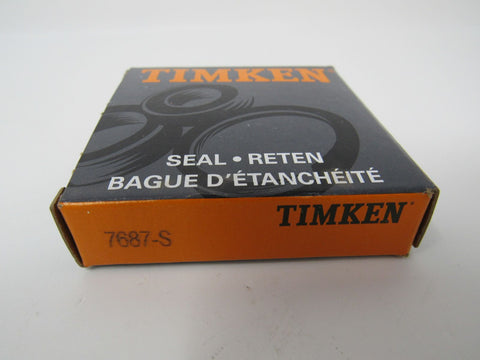 TIMKEN
SEAL • RETEN
BAGUE D'ÉTANCHÉITÉ
TIMKEN
7687-S